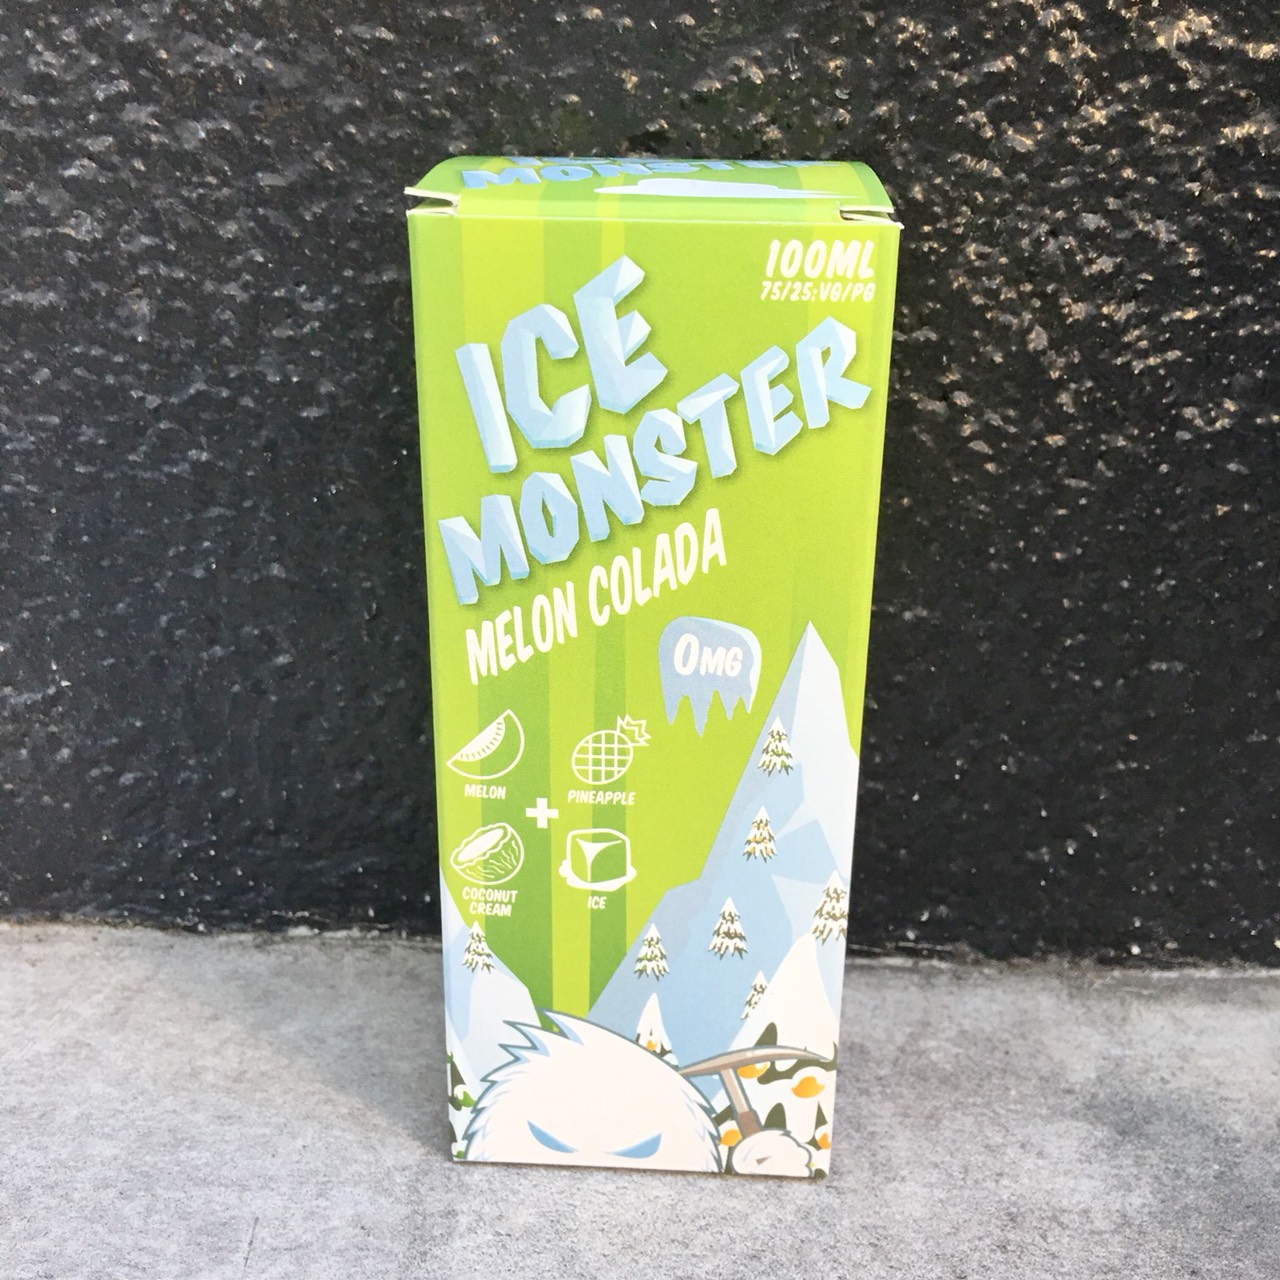 MONSTER
100ML
75/25:VG/PG
ICE
MONSTER
MELON COLADA
0MG
MELON
PINEAPPLE
+
COCONUT
CREAM
ICE